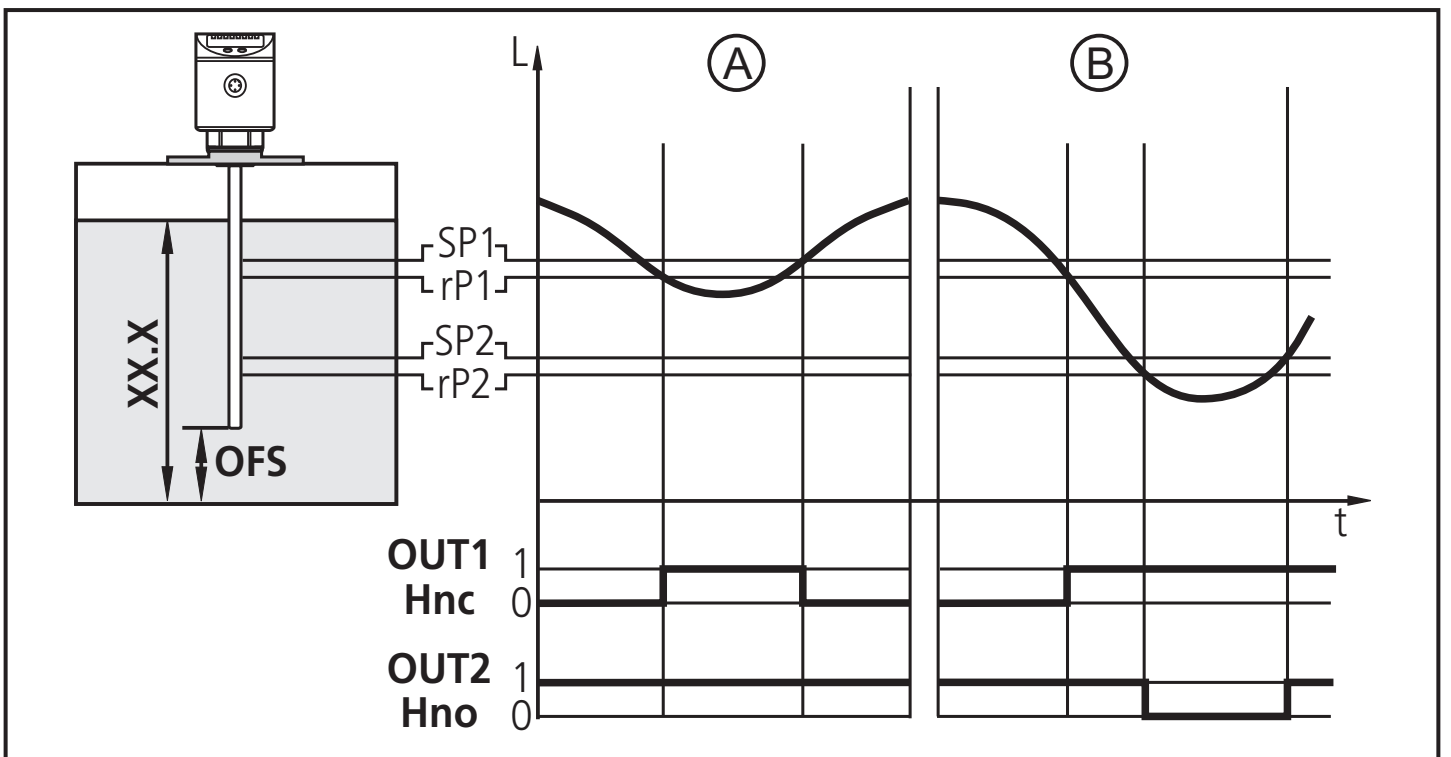 L
A
B
SP1
rP1
SP2
rP2
XX.X
OFS
t
OUT1 1
Hnc 0
OUT2 1
Hno 0